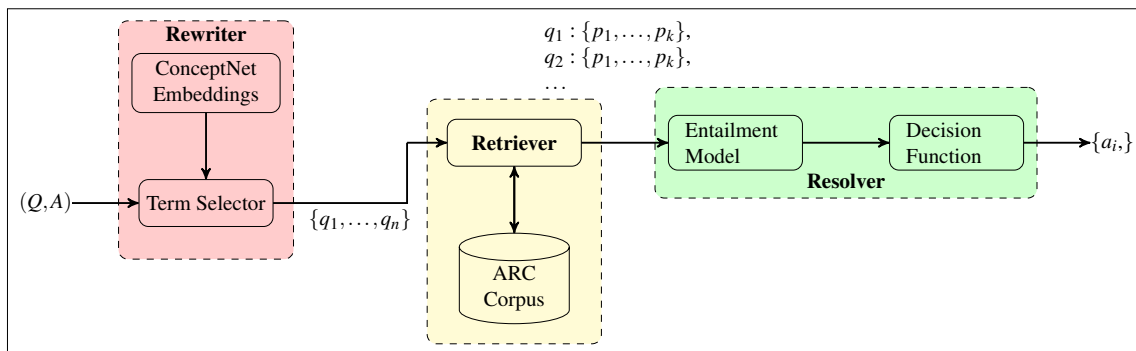 Rewriter
ConceptNet
Embeddings
(Q,A)
Term Selector
{q₁,...,qₙ}
q₁ : {p₁,...,pₖ},
q₂ : {p₁,...,pₖ},
...
Retriever
ARC
Corpus
Entailment
Model
Decision
Function
Resolver
{aᵢ,}